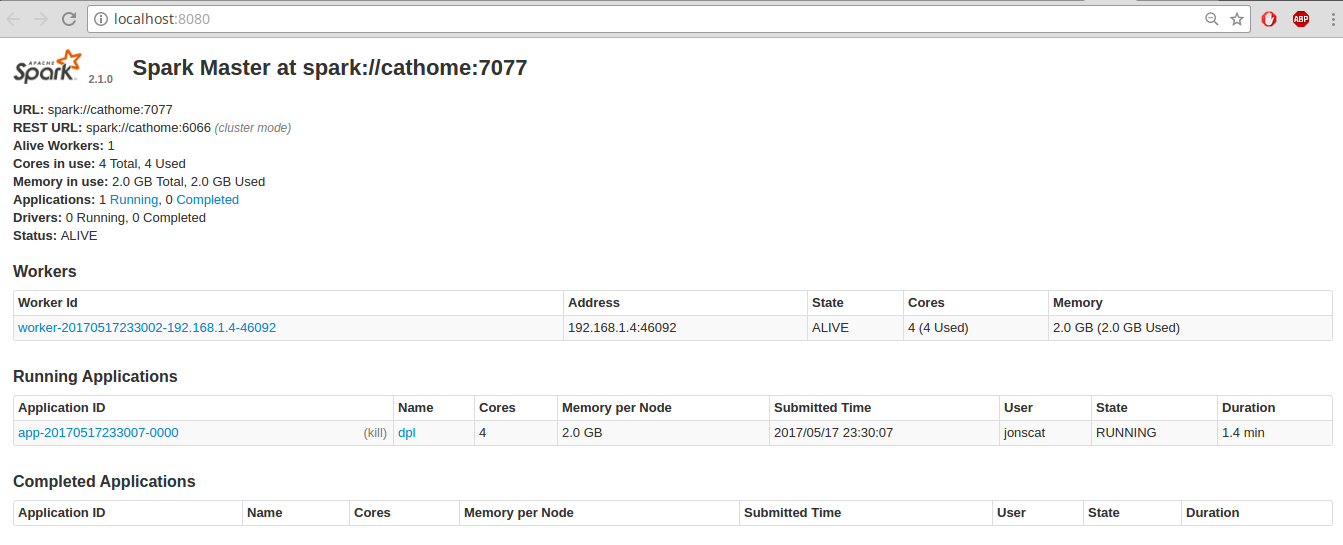 localhost:8080
ABP
APACHE
Spark 2.1.0 Spark Master at spark://cathome:7077
URL: spark://cathome:7077
REST URL: spark://cathome:6066 (cluster mode)
Alive Workers: 1
Cores in use: 4 Total, 4 Used
Memory in use: 2.0 GB Total, 2.0 GB Used
Applications: 1 Running, 0 Completed
Drivers: 0 Running, 0 Completed
Status: ALIVE
Workers
Worker Id Address State Cores Memory
worker-20170517233002-192.168.1.4-46092 192.168.1.4:46092 ALIVE 4 (4 Used) 2.0 GB (2.0 GB Used)
Running Applications
Application ID Name Cores Memory per Node Submitted Time User State Duration
app-20170517233007-0000 (kill) dpl 4 2.0 GB 2017/05/17 23:30:07 jonscat RUNNING 1.4 min
Completed Applications
Application ID Name Cores Memory per Node Submitted Time User State Duration